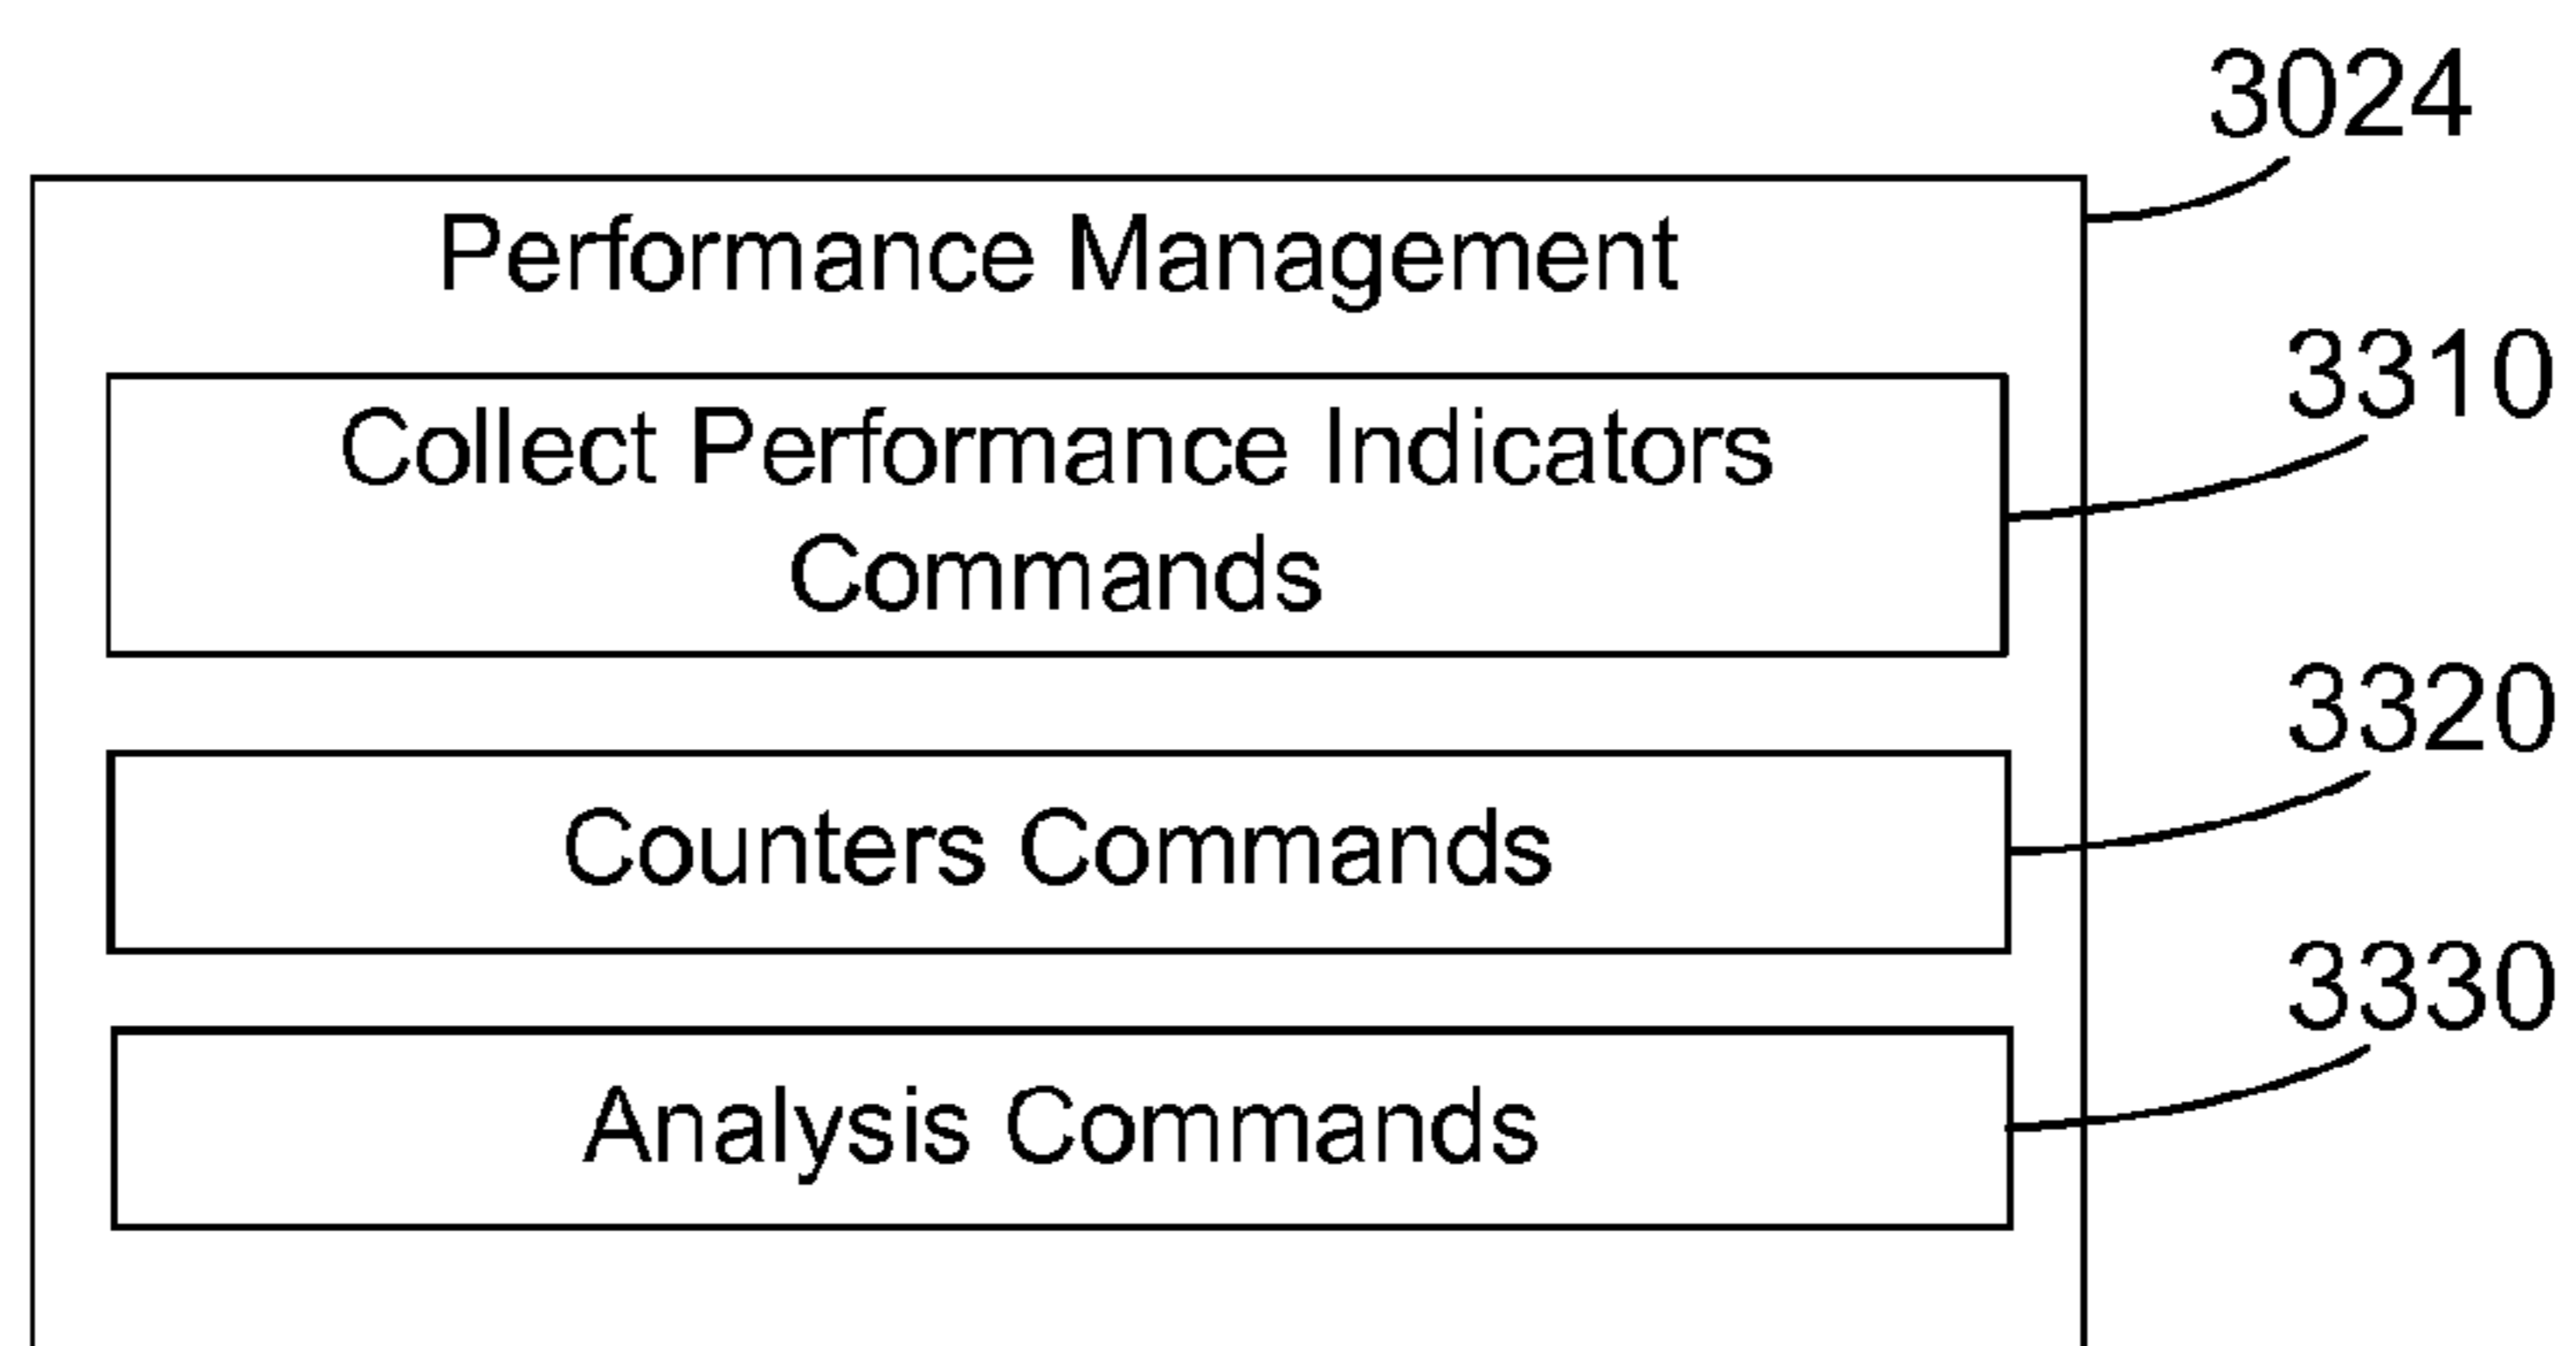 3024
Performance Management
3310
Collect Performance Indicators
Commands
3320
Counters Commands
3330
Analysis Commands